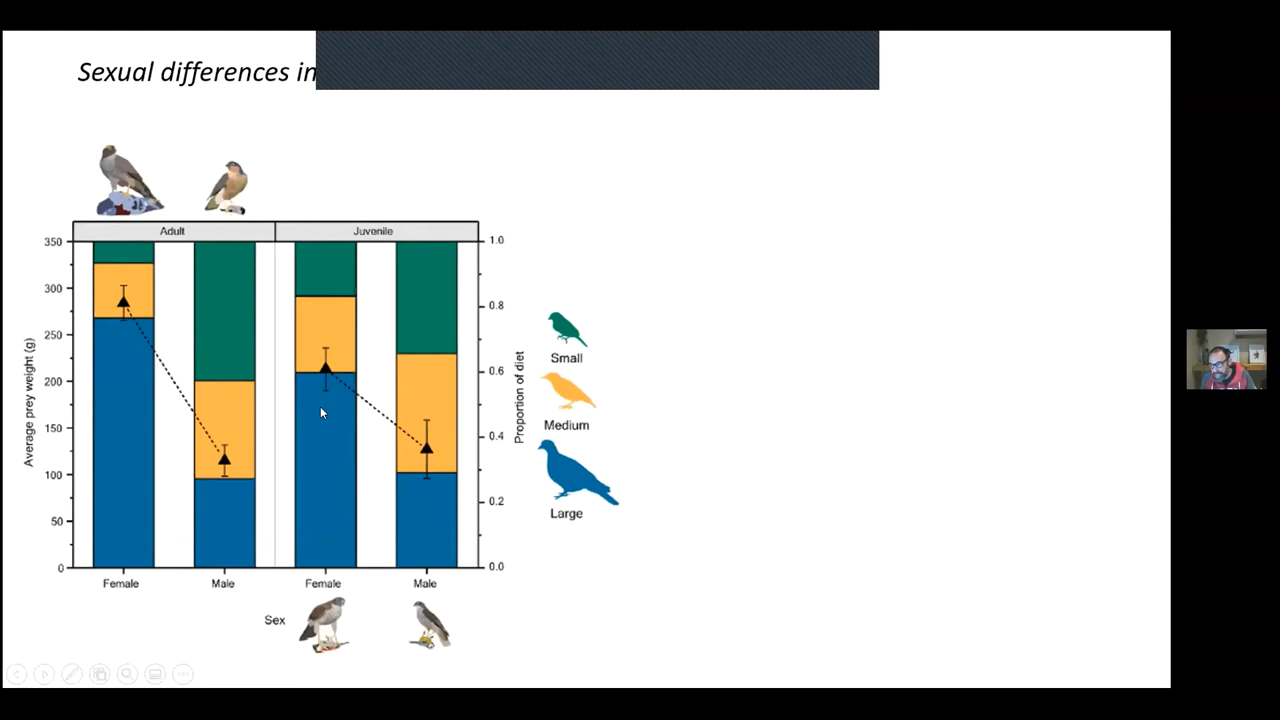 Sexual differences in
Adult
Juvenile
350
300
250
200
150
100
50
0
Average prey weight (g)
1.0
0.8
0.6
0.4
0.2
0.0
Proportion of diet
Small
Medium
Large
Female
Male
Female
Male
Sex